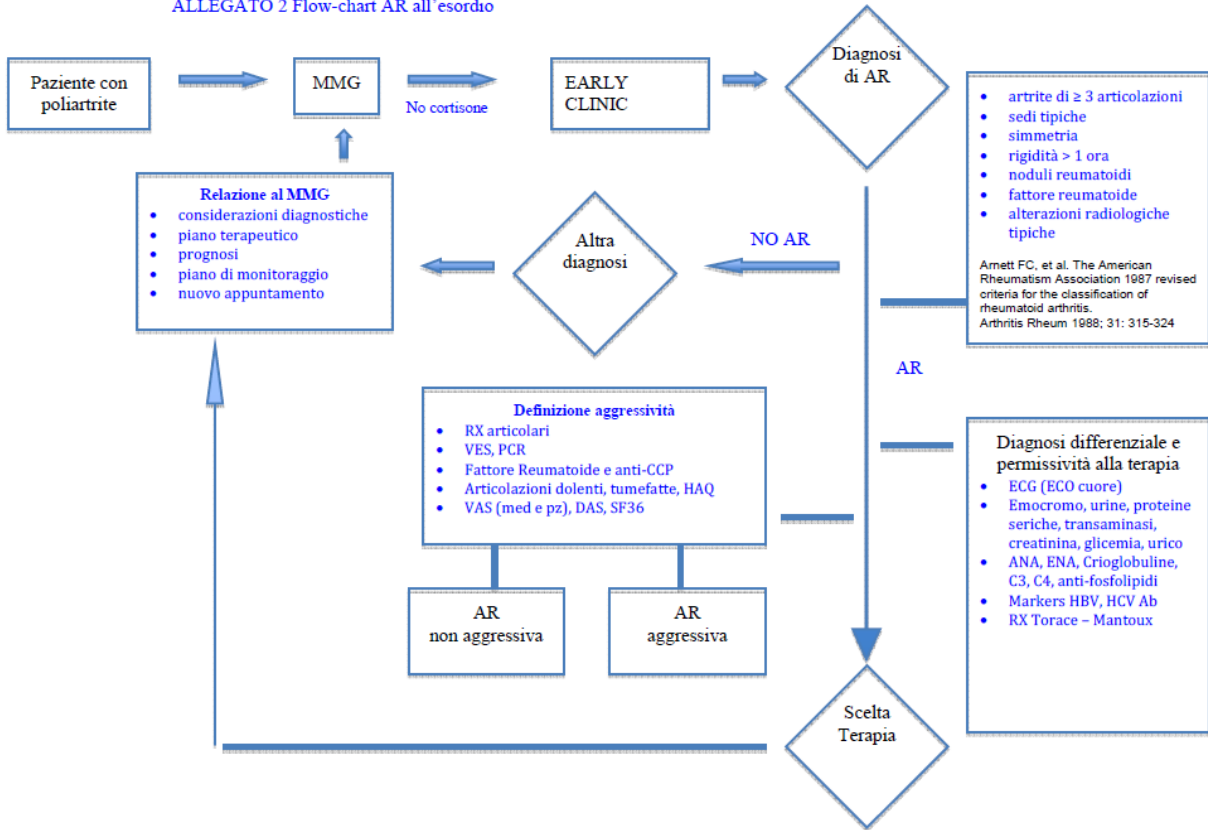 ALLEGATO 2 Flow-chart AR all'esordio
Paziente con
poliartrite
MMG
No cortisone
EARLY
CLINIC
Diagnosi
di AR
• artrite di ≥ 3 articolazioni
• sedi tipiche
• simmetria
• rigidità > 1 ora
• noduli reumatoidi
• fattore reumatoide
• alterazioni radiologiche
tipiche
Arnett FC, et al. The American
Rheumatism Association 1987 revised
criteria for the classification of
rheumatoid arthritis.
Arthritis Rheum 1988; 31: 315-324
Relazione al MMG
• considerazioni diagnostiche
• piano terapeutico
• prognosi
• piano di monitoraggio
• nuovo appuntamento
Altra
diagnosi
NO AR
AR
Definizione aggressività
• RX articolari
• VES, PCR
• Fattore Reumatoide e anti-CCP
• Articolazioni dolenti, tumefatte, HAQ
• VAS (med e pz), DAS, SF36
AR
non aggressiva
AR
aggressiva
Diagnosi differenziale e
permissività alla terapia
• ECG (ECO cuore)
• Emocromo, urine, proteine
seriche, transaminasi,
creatinina, glicemia, urico
• ANA, ENA, Crioglobuline,
C3, C4, anti-fosfolipidi
• Markers HBV, HCV Ab
• RX Torace – Mantoux
Scelta
Terapia